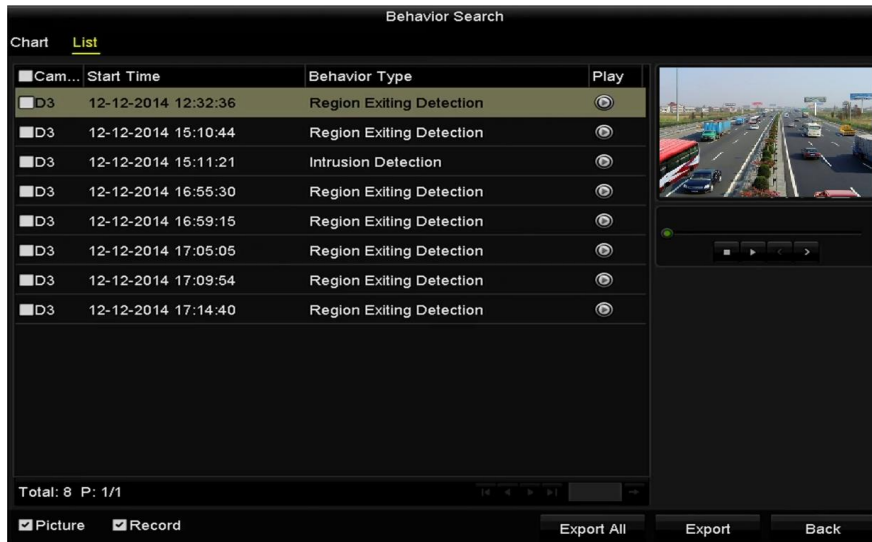 Behavior Search
Chart List
Cam... Start Time Behavior Type Play
D3 12-12-2014 12:32:36 Region Exiting Detection
D3 12-12-2014 15:10:44 Region Exiting Detection
D3 12-12-2014 15:11:21 Intrusion Detection
D3 12-12-2014 16:55:30 Region Exiting Detection
D3 12-12-2014 16:59:15 Region Exiting Detection
D3 12-12-2014 17:05:05 Region Exiting Detection
D3 12-12-2014 17:09:54 Region Exiting Detection
D3 12-12-2014 17:14:40 Region Exiting Detection
Total: 8 P: 1/1
Picture Record Export All Export Back